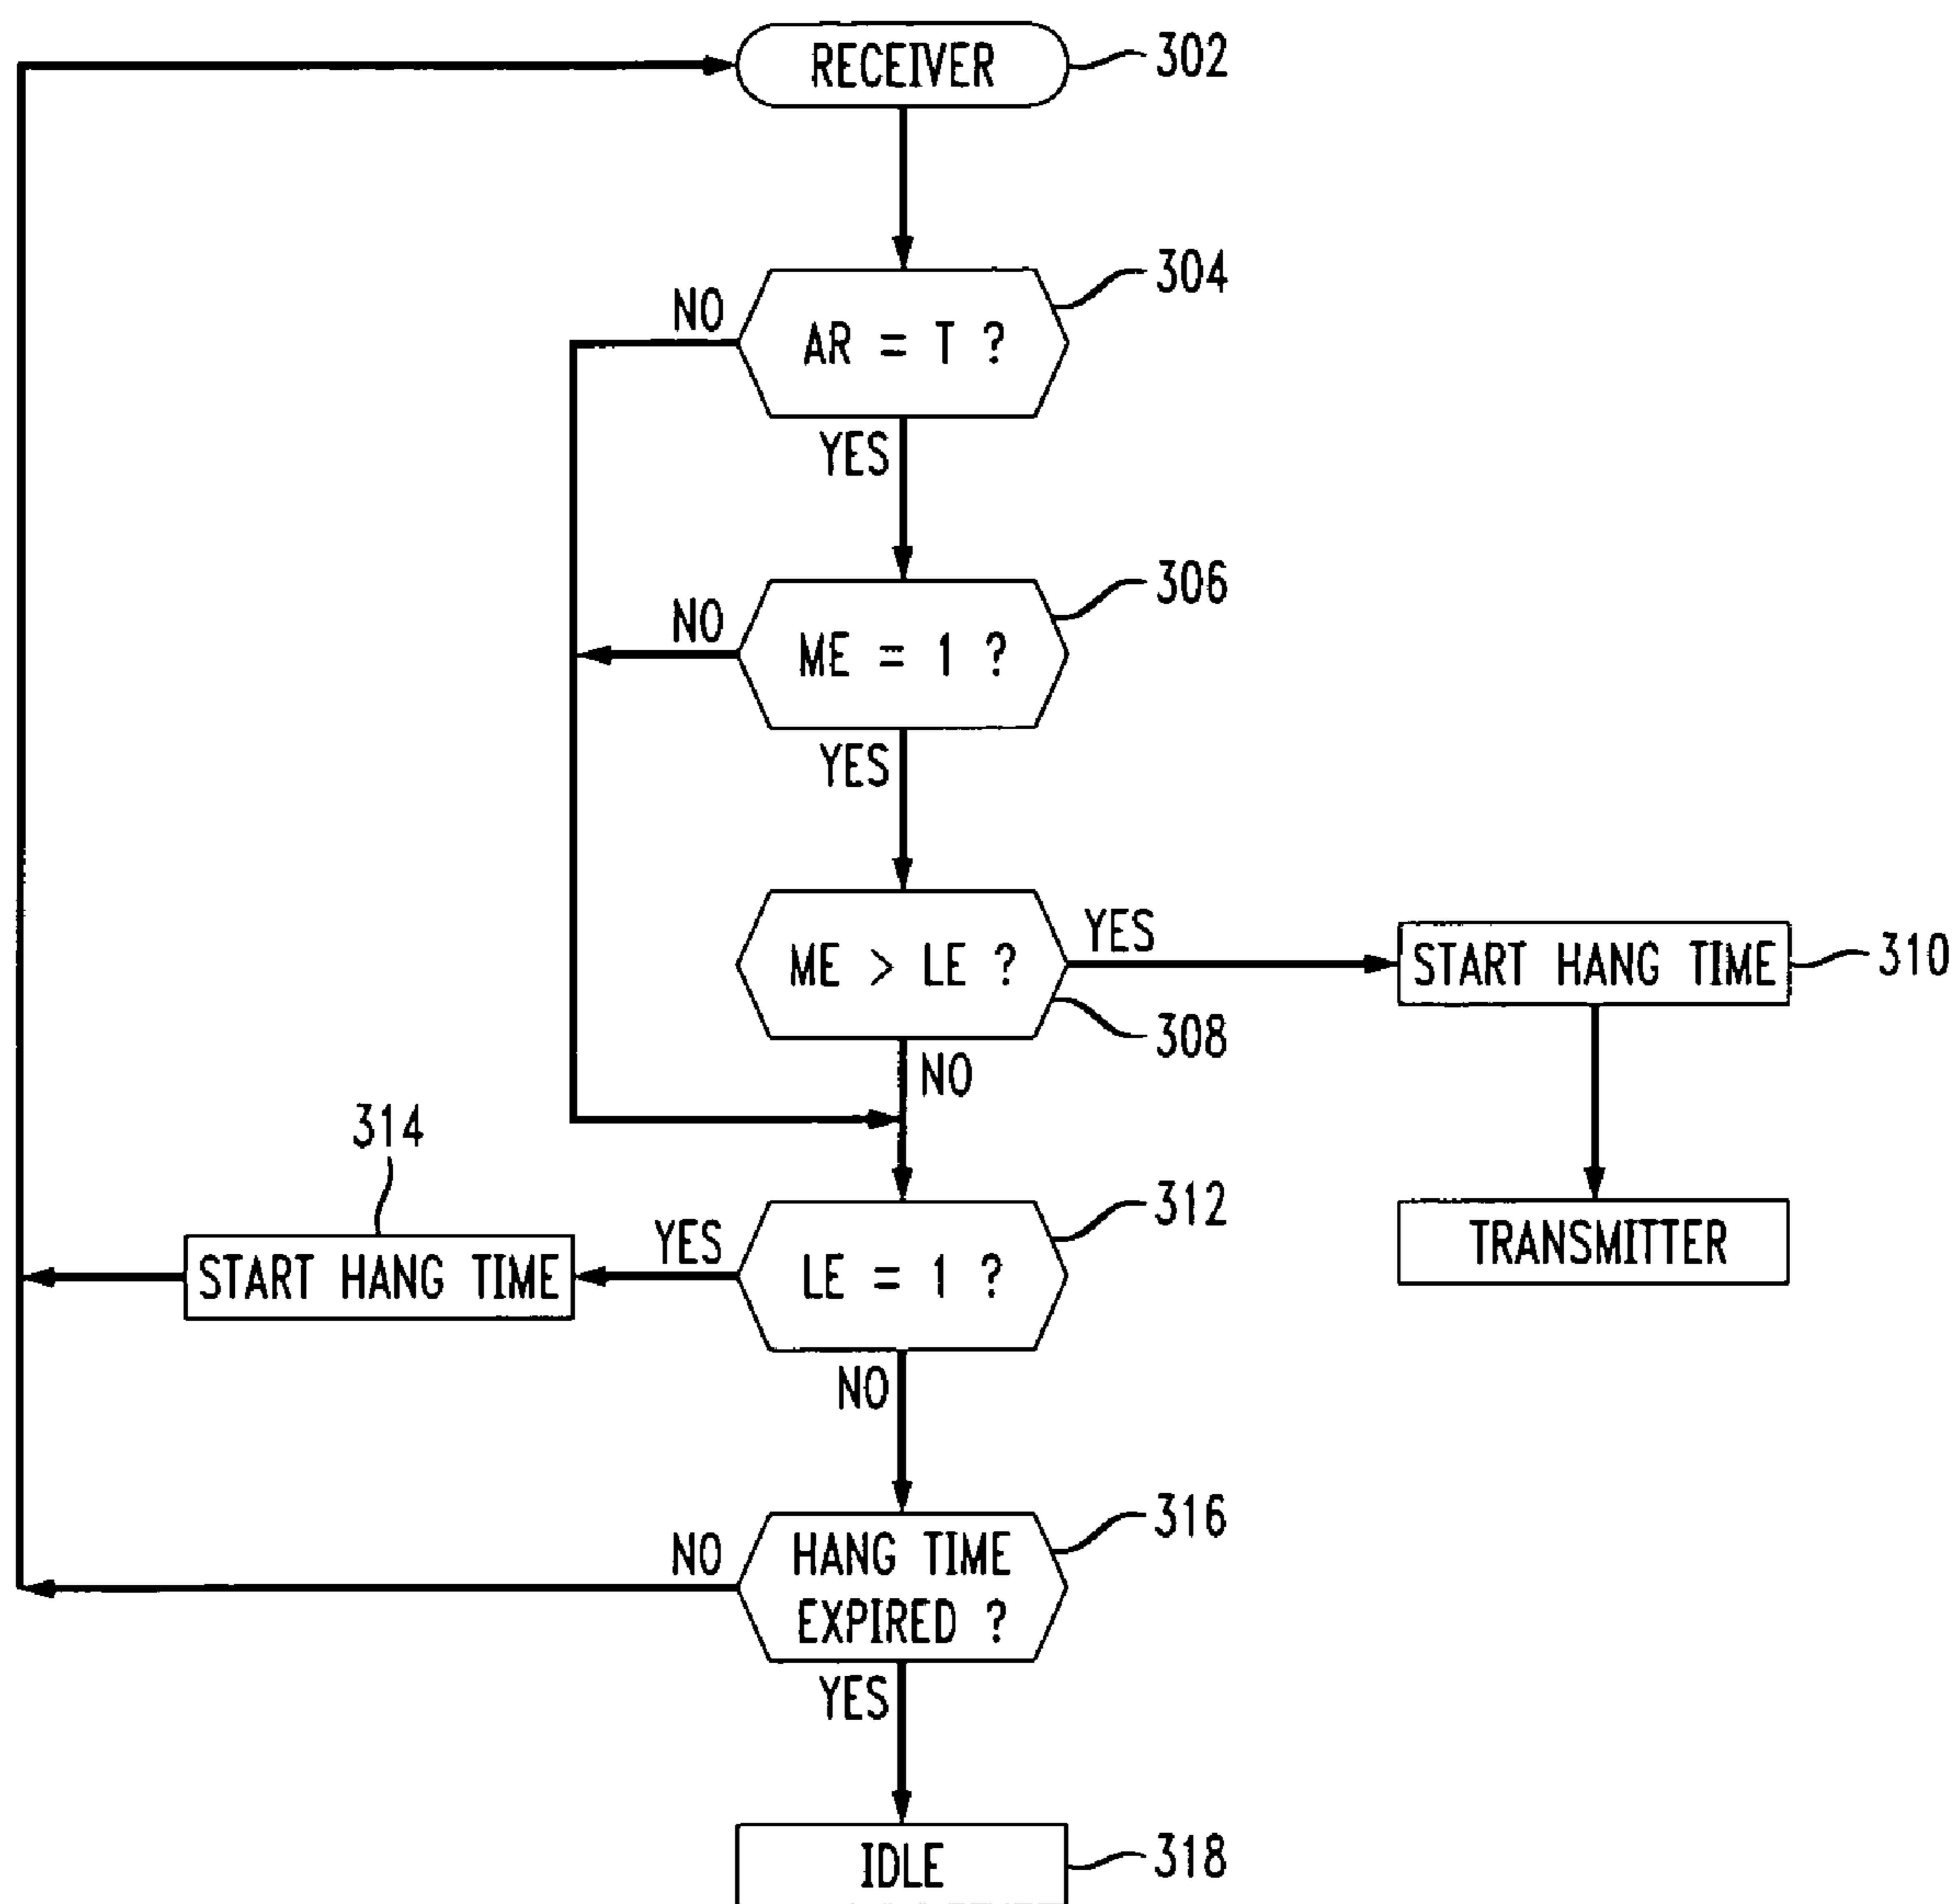 RECEIVER
302
304
NO
AR = T ?
YES
306
NO
ME = 1 ?
YES
ME > LE ?
YES
START HANG TIME
310
308
NO
314
312
YES
START HANG TIME
LE = 1 ?
TRANSMITTER
NO
316
NO
HANG TIME
EXPIRED ?
YES
IDLE
318